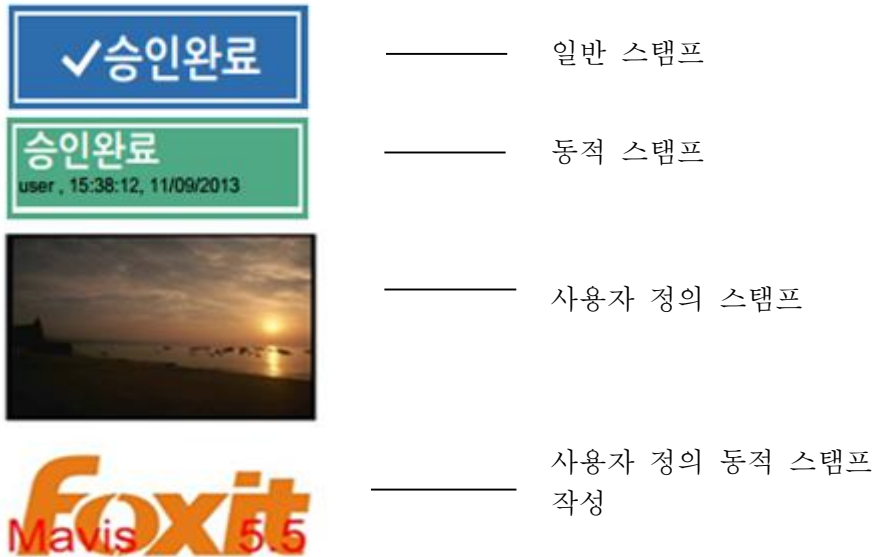 ✓승인완료
일반 스탬프
승인완료
user , 15:38:12, 11/09/2013
동적 스탬프
사용자 정의 스탬프
사용자 정의 동적 스탬프
작성
Foxit
Mavis 5.5